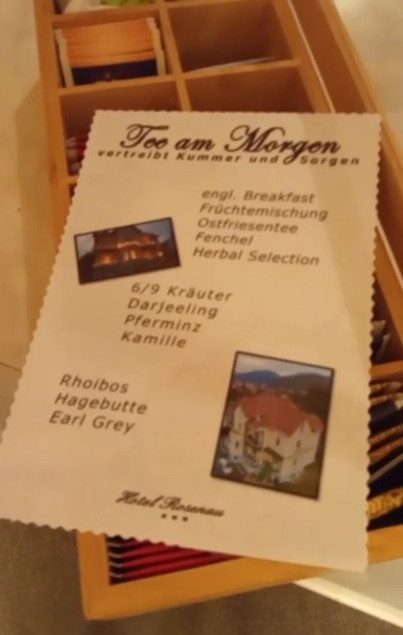 Tee am Morgen
vertreibt Kummer und Sorgen
engl. Breakfast
Früchtemischung
Ostfriesentee
Fenchel
Herbal Selection
6/9 Kräuter
Darjeeling
Pferminz
Kamille
Rhoibos
Hagebutte
Earl Grey
Hotel Rosenau